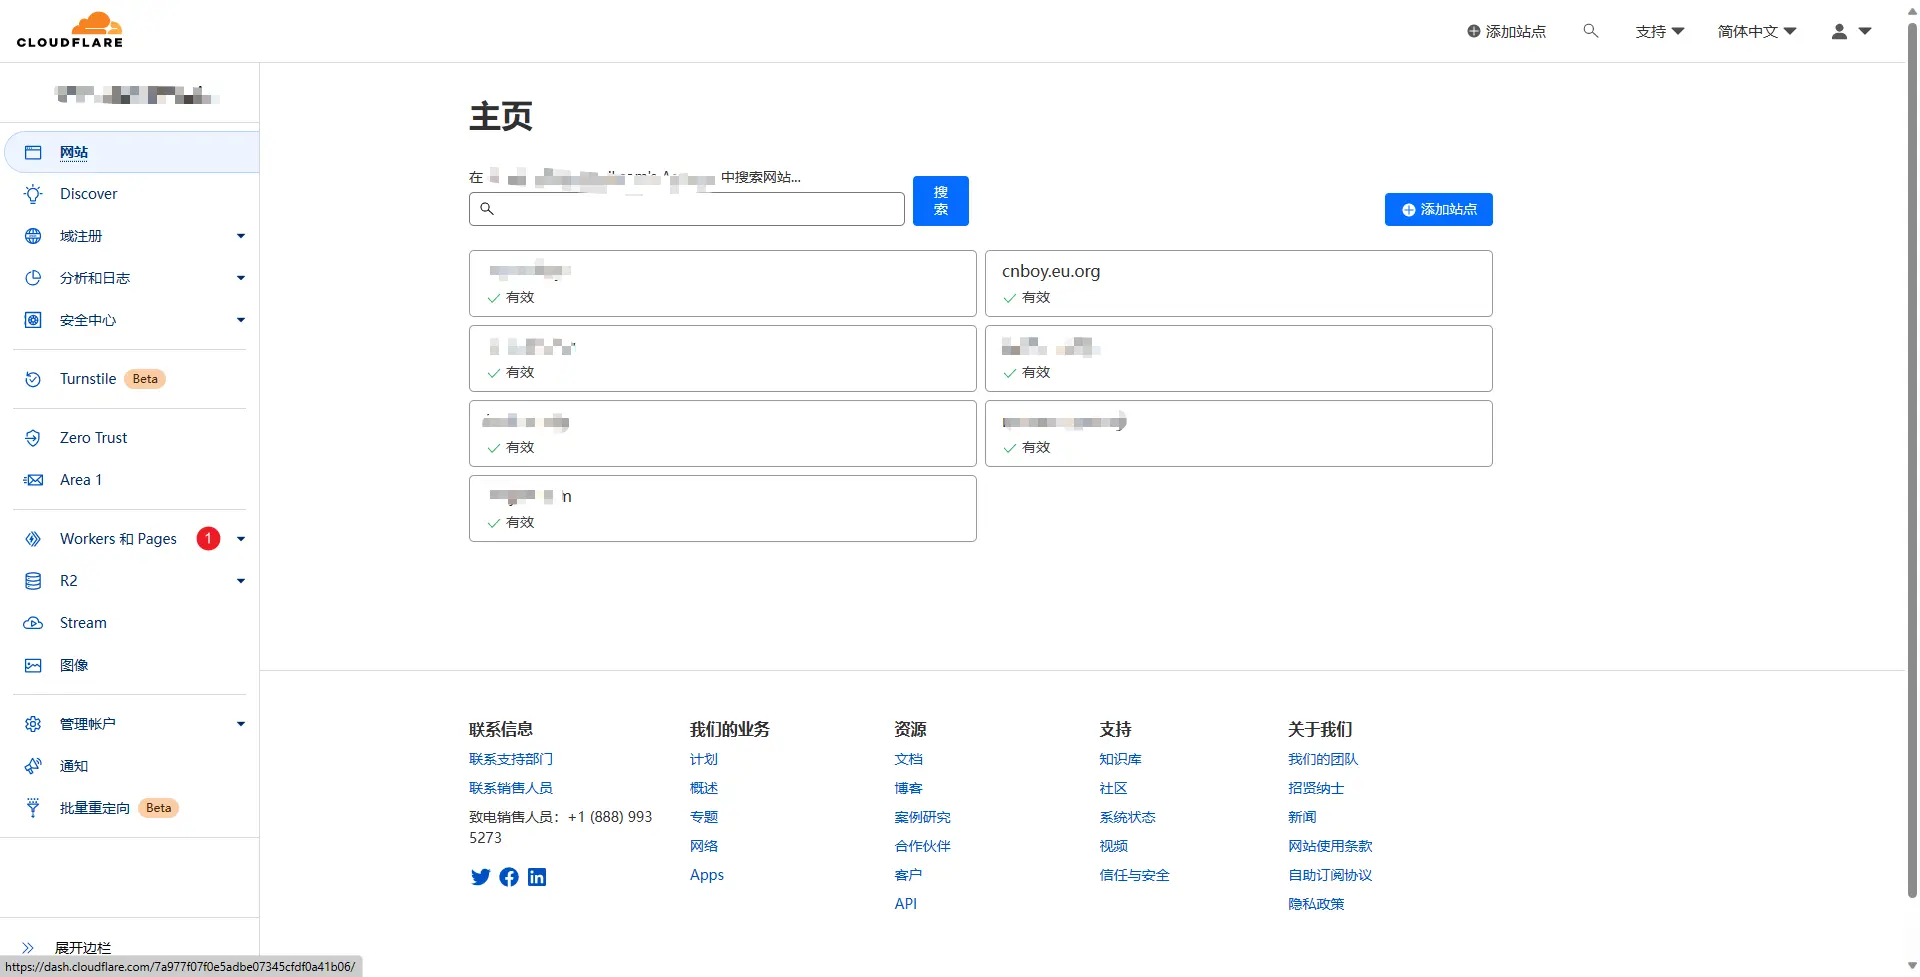 CLOUDFLARE
添加站点
支持
简体中文
网站
Discover
域注册
分析和日志
安全中心
Turnstile Beta
Zero Trust
Area 1
Workers 和 Pages 1
R2
Stream
图像
管理帐户
通知
批量重定向 Beta
展开边栏
https://dash.cloudflare.com/7a977f07f0e5adbe07345cfdf0a41b06/
主页
在 中搜索网站...
搜
索
添加站点
有效
cnboy.eu.org
有效
有效
有效
有效
有效
有效
联系信息
联系支持部门
联系销售人员
致电销售人员：+1 (888) 993
5273
我们的业务
计划
概述
专题
网络
Apps
资源
文档
博客
案例研究
合作伙伴
客户
API
支持
知识库
社区
系统状态
视频
信任与安全
关于我们
我们的团队
招贤纳士
新闻
网站使用条款
自助订阅协议
隐私政策